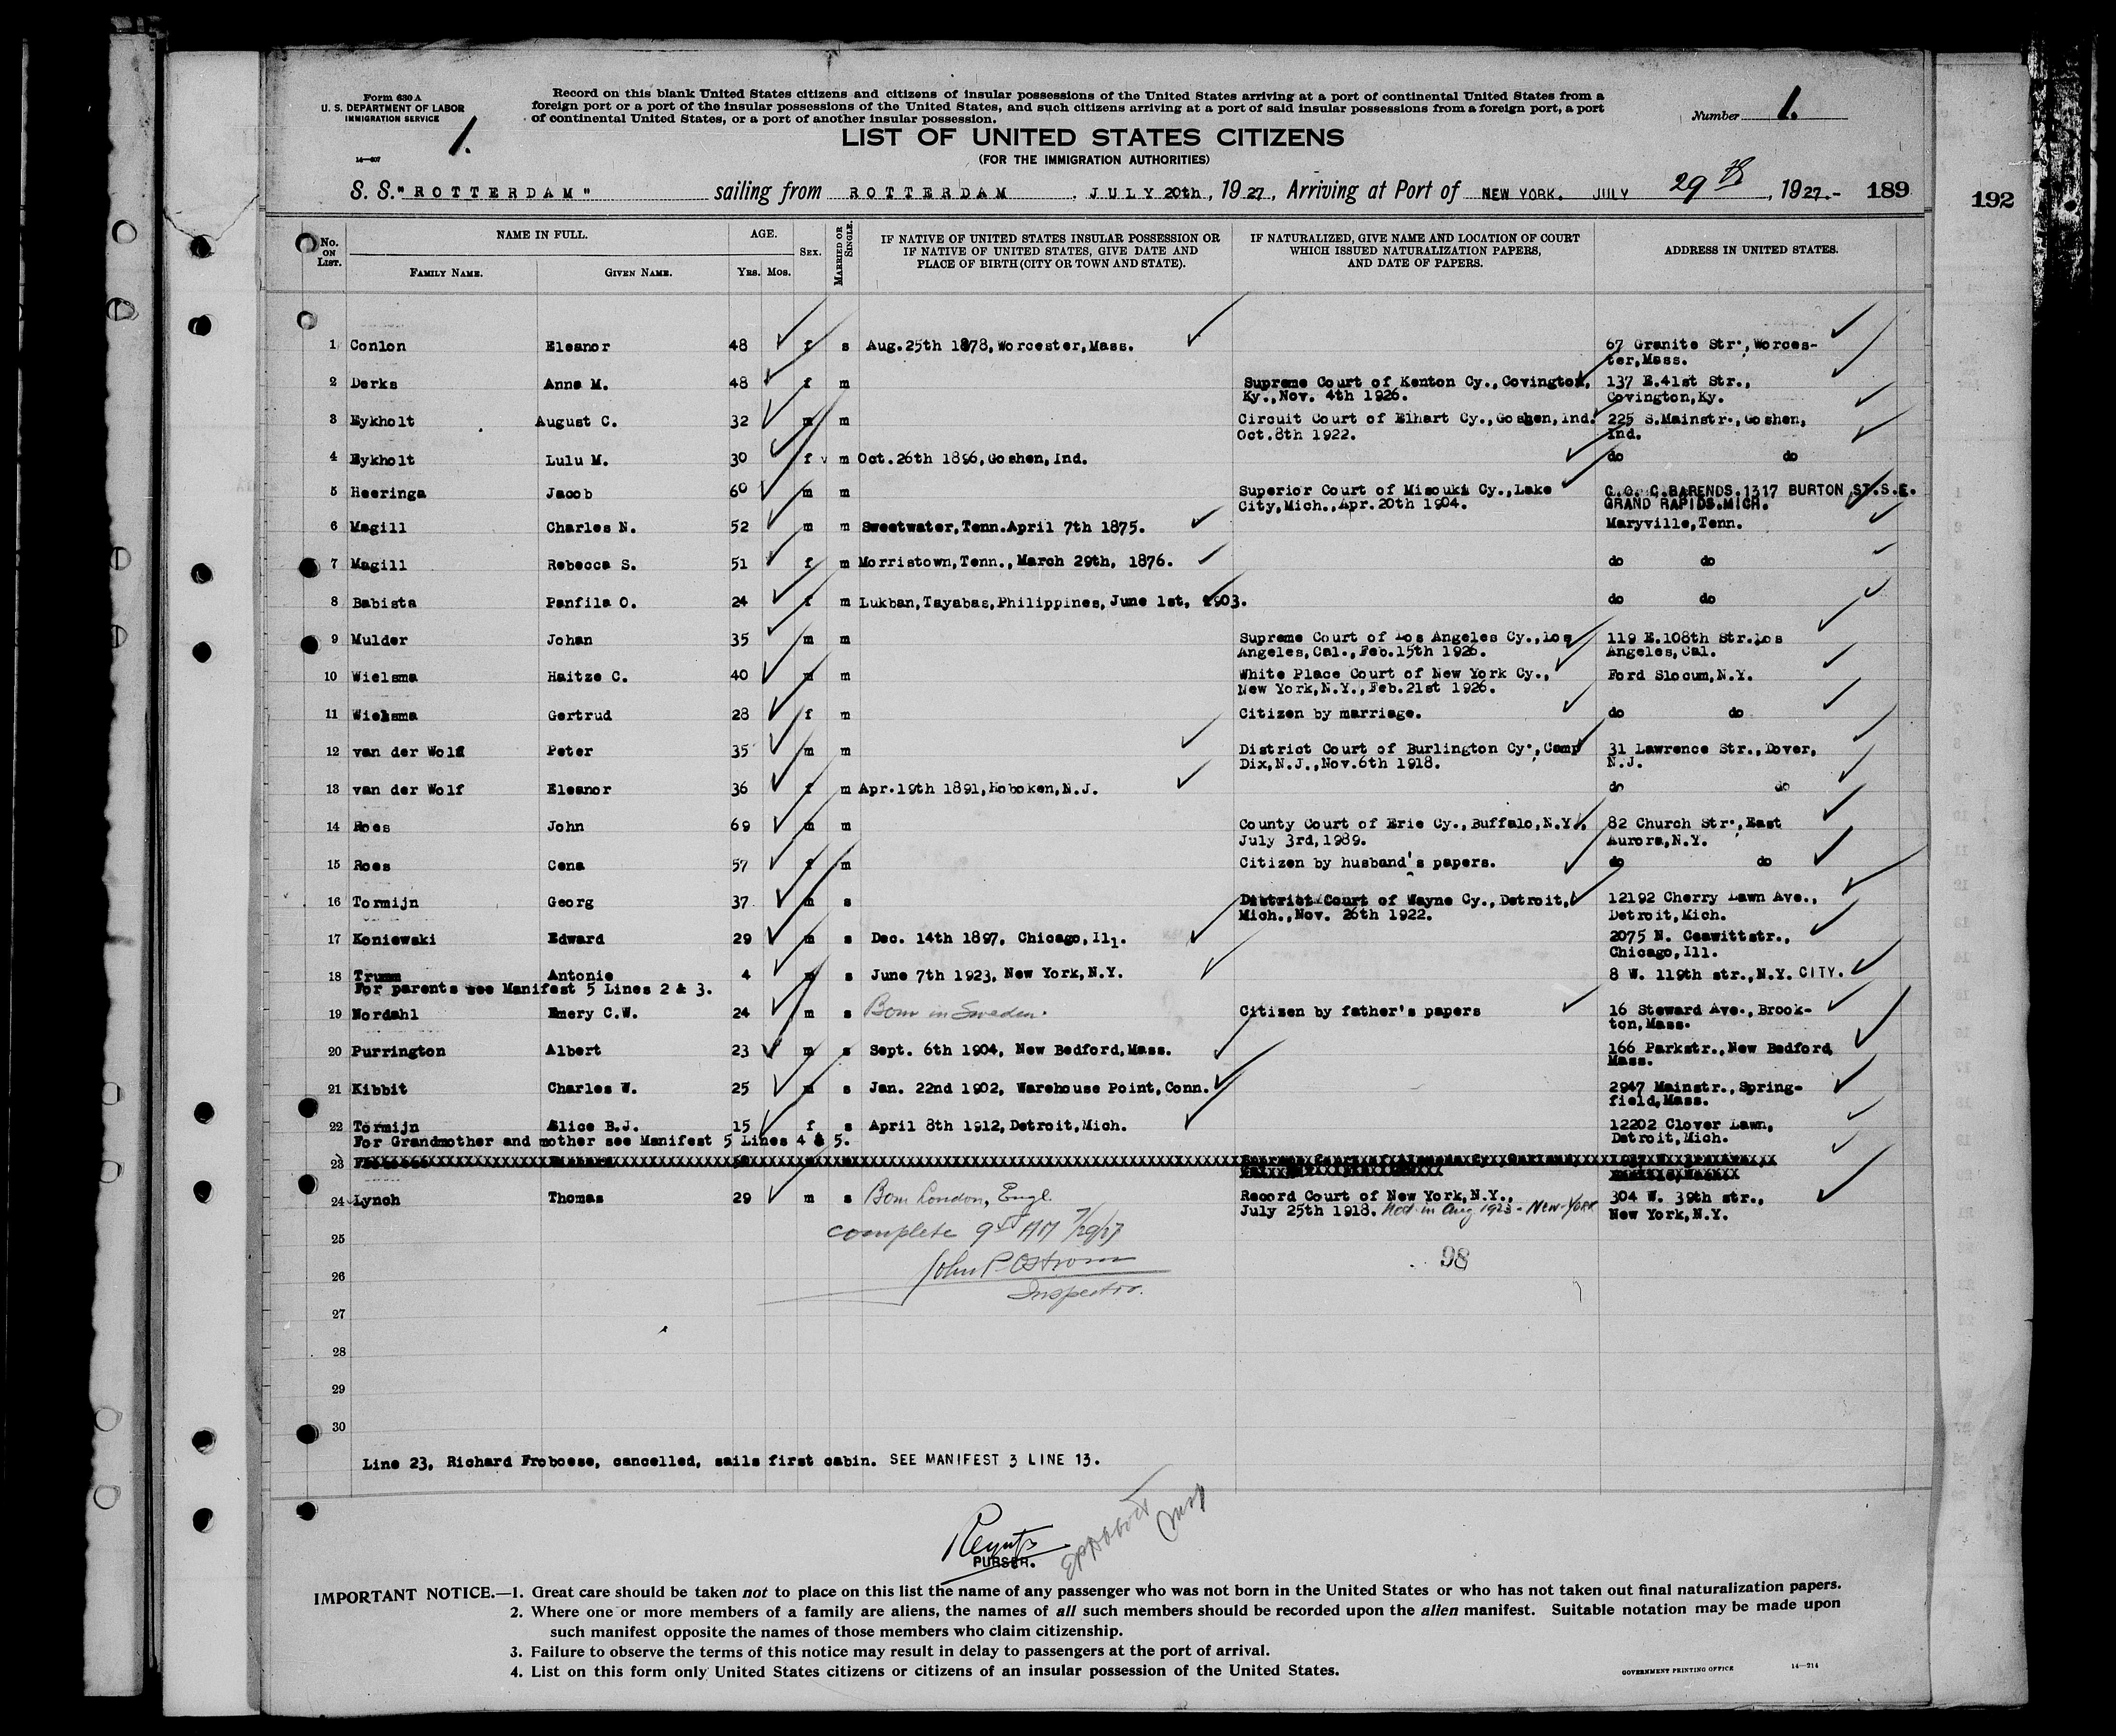 Form 630 A
U. S. DEPARTMENT OF LABOR
IMMIGRATION SERVICE
1.
14—207
Record on this blank United States citizens and citizens of insular possessions of the United States arriving at a port of continental United States from a
foreign port or a port of the insular possessions of the United States, and such citizens arriving at a port of said insular possessions from a foreign port, a port
of continental United States, or a port of another insular possession.
Number 1.
LIST OF UNITED STATES CITIZENS
(FOR THE IMMIGRATION AUTHORITIES)
S. S. "ROTTERDAM" sailing from ROTTERDAM. JULY 20th, 1927, Arriving at Port of NEW YORK. JULY 29th, 1927.- 189
192
No. ON LIST.
NAME IN FULL.
FAMILY NAME. GIVEN NAME.
AGE.
Yrs. Mos.
SEX.
MARRIED OR SINGLE.
IF NATIVE OF UNITED STATES INSULAR POSSESSION OR
IF NATIVE OF UNITED STATES, GIVE DATE AND
PLACE OF BIRTH (CITY OR TOWN AND STATE).
IF NATURALIZED, GIVE NAME AND LOCATION OF COURT
WHICH ISSUED NATURALIZATION PAPERS,
AND DATE OF PAPERS.
ADDRESS IN UNITED STATES.
1 Conlon Eleanor 48 f s Aug.25th 1878, Worcester, Mass. 67 Granite Str., Worces-
ter, Mass.
2 Derks Anna M. 48 f m Supreme Court of Kenton Cy., Covington, 137 E.41st Str.,
Ky., Nov. 4th 1926. Covington, Ky.
3 Eykholt August C. 32 m m Circuit Court of Elhart Cy., Goshen, Ind. 225 S.Mainstr., Goshen,
Oct.8th 1922. Ind.
4 Eykholt Lulu M. 30 f m Oct. 26th 1896, Goshen, Ind. do do
5 Heeringa Jacob 60 m m Superior Court of Misouki Cy., Lake C.O. C.BARENDS.1317 BURTON ST.S.E.
City, Mich., Apr. 20th 1904. GRAND RAPIDS.MICH.
6 Magill Charles N. 52 m m Sweetwater, Tenn. April 7th 1875. Maryville, Tenn.
7 Magill Rebecca S. 51 f m Morristown, Tenn., March 29th, 1876. do do
8 Babista Panfila O. 24 f m Lukban, Tayabas, Philippines, June 1st, 1903. do do
9 Mulder Johan 35 m m Supreme Court of Los Angeles Cy., Los 119 E.108th Str.Los
Angeles, Cal., Feb.15th 1926. Angeles, Cal.
10 Wielsma Haitze C. 40 m m White Place Court of New York Cy., Ford Slocum, N.Y.
New York, N.Y., Feb.21st 1926.
11 Wielsma Gertrud 28 f m Citizen by marriage. do do
12 van der Wolf Peter 35 m m District Court of Burlington Cy., Camp 31 Lawrence Str., Dover,
Dix, N.J., Nov.6th 1918. N.J.
13 van der Wolf Eleanor 36 f m Apr.19th 1891, Hoboken, N.J. do do
14 Roes John 69 m m County Court of Erie Cy., Buffalo, N.Y., 82 Church Str., East
July 3rd, 1989. Aurora, N.Y.
15 Roes Cena 57 f m Citizen by husband's papers. do do
16 Tormijn Georg 37 m s District Court of Wayne Cy., Detroit, 12192 Cherry Lawn Ave.,
Mich., Nov. 26th 1922. Detroit, Mich.
17 Koniewski Edward 29 m s Dec. 14th 1897, Chicago, Ill. 2075 N. Ceawittstr.,
Chicago, Ill.
18 Trumm Antonie 4 m s June 7th 1923, New York, N.Y. 8 W. 119th str., N.Y. CITY.
For parents see Manifest 5 Lines 2 & 3.
19 Nordahl Emery C.W. 24 m s Born in Sweden. Citizen by father's papers 16 Steward Ave., Brook-
ton, Mass.
20 Purrington Albert 23 m s Sept. 6th 1904, New Bedford, Mass. 166 Parkstr., New Bedford
Mass.
21 Kibbit Charles W. 25 m s Jan. 22nd 1902, Warehouse Point, Conn. 2947 Mainstr., Spring-
field, Mass.
22 Tormijn Alice B.J. 15 f s April 8th 1912, Detroit, Mich. 12202 Clover Lawn,
For Grandmother and mother see Manifest 5 Lines 4 & 5. Detroit, Mich.
23
24 Lynch Thomas 29 m s Born London, Engl. Record Court of New York, N.Y., 304 W. 39th str.,
July 25th 1918. Not in Aug 1923 - New-York New York, N.Y.
25 complete
John P. Ostrom
98
26 Inspector.
27
28
29
30
Line 23, Richard Froboese, cancelled, sails first cabin. SEE MANIFEST 3 LINE 13.
PURSER.
IMPORTANT NOTICE.—1. Great care should be taken not to place on this list the name of any passenger who was not born in the United States or who has not taken out final naturalization papers.
2. Where one or more members of a family are aliens, the names of all such members should be recorded upon the alien manifest. Suitable notation may be made upon
such manifest opposite the names of those members who claim citizenship.
3. Failure to observe the terms of this notice may result in delay to passengers at the port of arrival.
4. List on this form only United States citizens or citizens of an insular possession of the United States.
GOVERNMENT PRINTING OFFICE 14—214